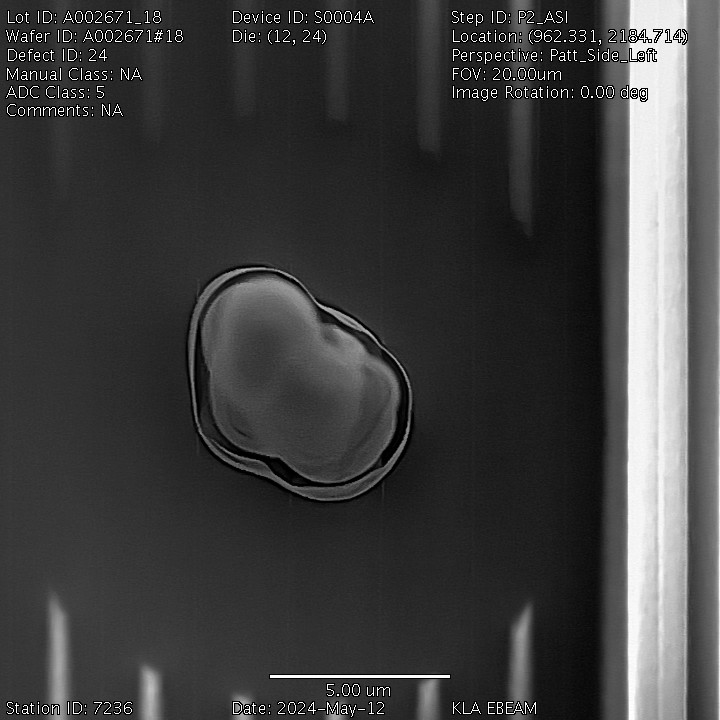 Lot ID: A002671_18
Wafer ID: A002671#18
Defect ID: 24
Manual Class: NA
ADC Class: 5
Comments: NA
Device ID: S0004A
Die: (12, 24)
Step ID: P2_ASI
Location: (962.331, 2184.714)
Perspective: Patt_Side_Left
FOV: 20.00um
Image Rotation: 0.00 deg
5.00 um
Station ID: 7236
Date: 2024-May-12
KLA EBEAM